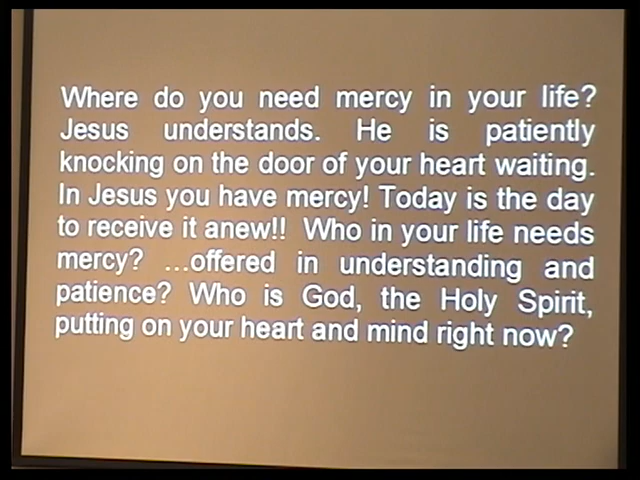 Where do you need mercy in your life?
Jesus understands. He is patiently
knocking on the door of your heart waiting.
In Jesus you have mercy! Today is the day
to receive it anew!! Who in your life needs
mercy? ...offered in understanding and
patience? Who is God, the Holy Spirit,
putting on your heart and mind right now?